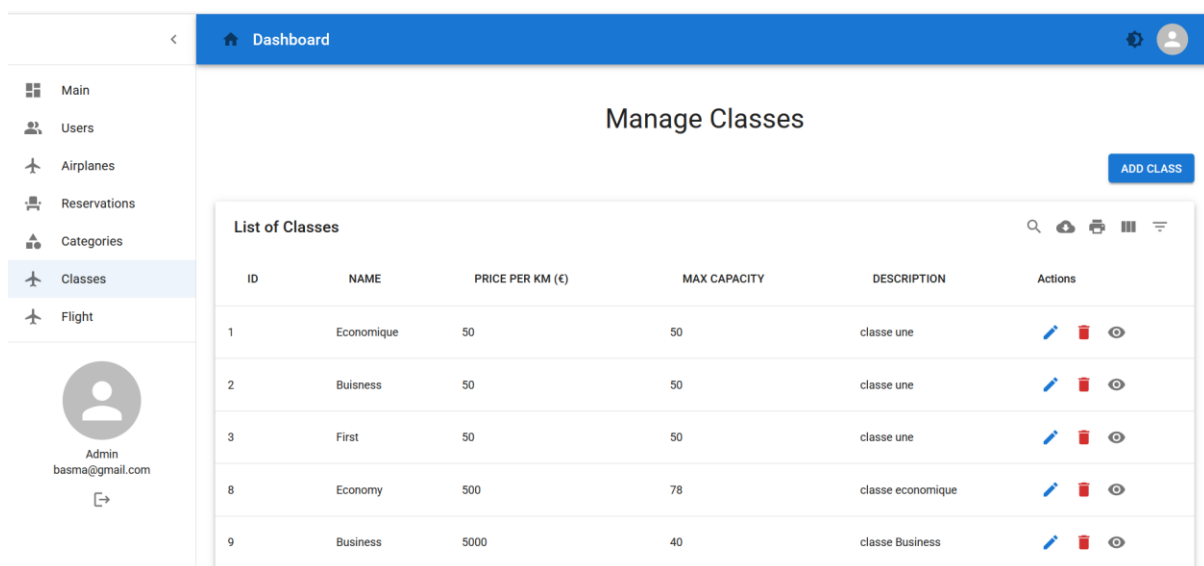 Dashboard
Main
Users
Airplanes
Reservations
Categories
Classes
Flight
Admin
basma@gmail.com
Manage Classes
ADD CLASS
List of Classes
ID NAME PRICE PER KM (€) MAX CAPACITY DESCRIPTION Actions
1 Economique 50 50 classe une
2 Buisness 50 50 classe une
3 First 50 50 classe une
8 Economy 500 78 classe economique
9 Business 5000 40 classe Business